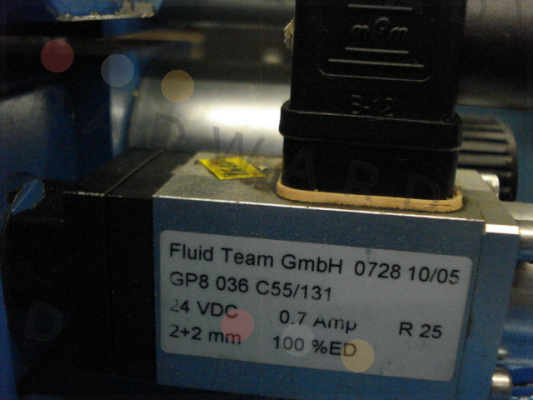 Fluid Team GmbH 0728 10/05
GP8 036 C55/131
24 VDC 0.7 Amp R 25
2+2 mm 100 %ED